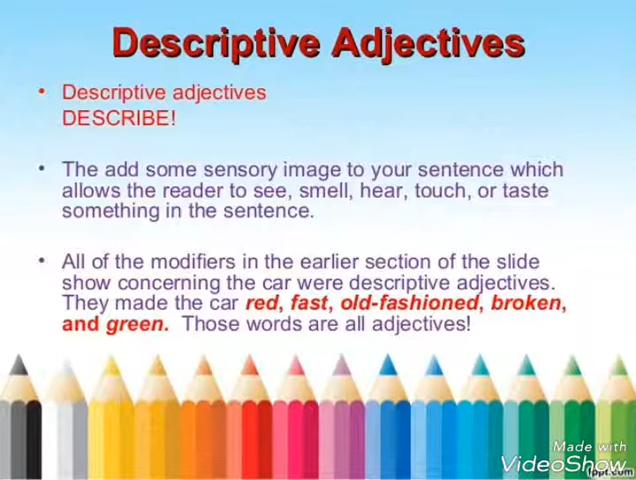 Descriptive Adjectives
• Descriptive adjectives
DESCRIBE!
• The add some sensory image to your sentence which
allows the reader to see, smell, hear, touch, or taste
something in the sentence.
• All of the modifiers in the earlier section of the slide
show concerning the car were descriptive adjectives.
They made the car red, fast, old-fashioned, broken,
and green. Those words are all adjectives!
Made with
VideoShow
fppt.com